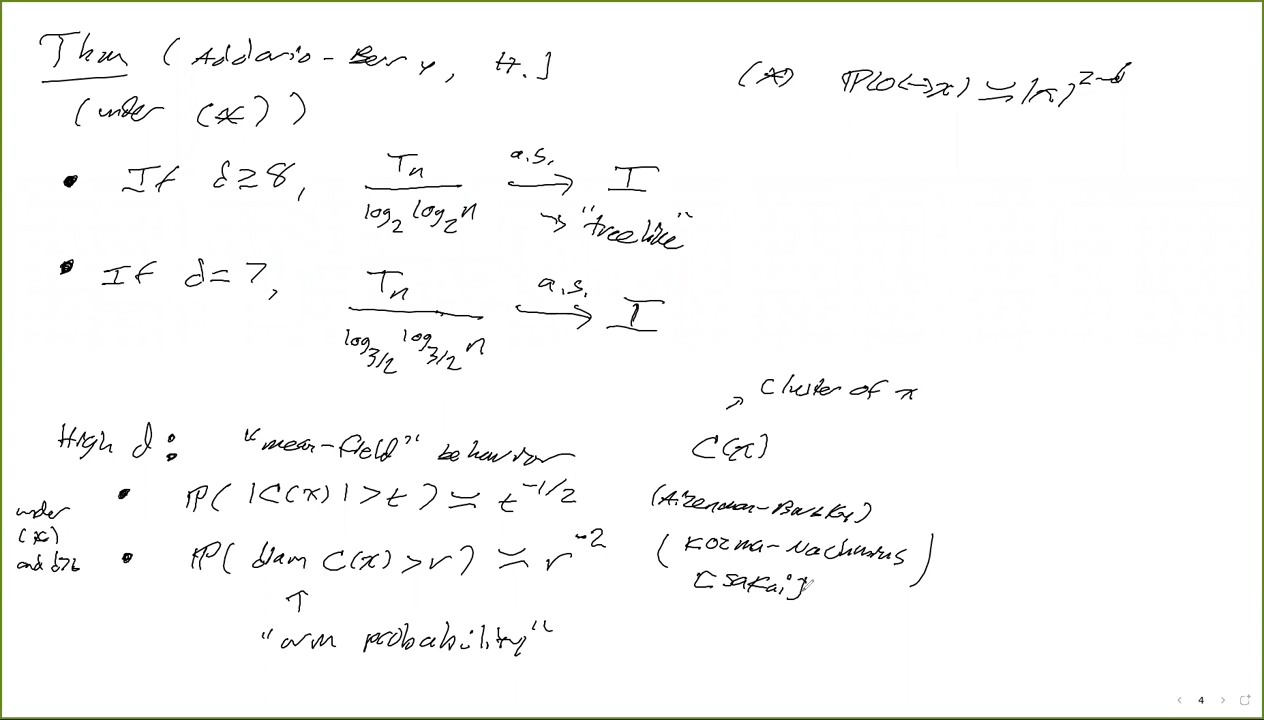 Thm (Addario-Berry, H.]
(*) P(0<->x) ≍ |x|^{2-d}
(under (*))
• If d≥8, T_n / log_2 log_2 n a.s. → I
→ "treelike"
• If d=7, T_n / log_{3/2} log_{3/2} n a.s. → I
↗ Cluster of x
High d: "mean-field" behavior C(x)
• P( |C(x)| > t ) ≍ t^{-1/2} (Aizenman-Barsky)
under (*) and d>6
• P( diam C(x) > r ) ≍ r^{-2} (Kozma-Nachmias)
[Sakai]
↑
"arm probability"
4